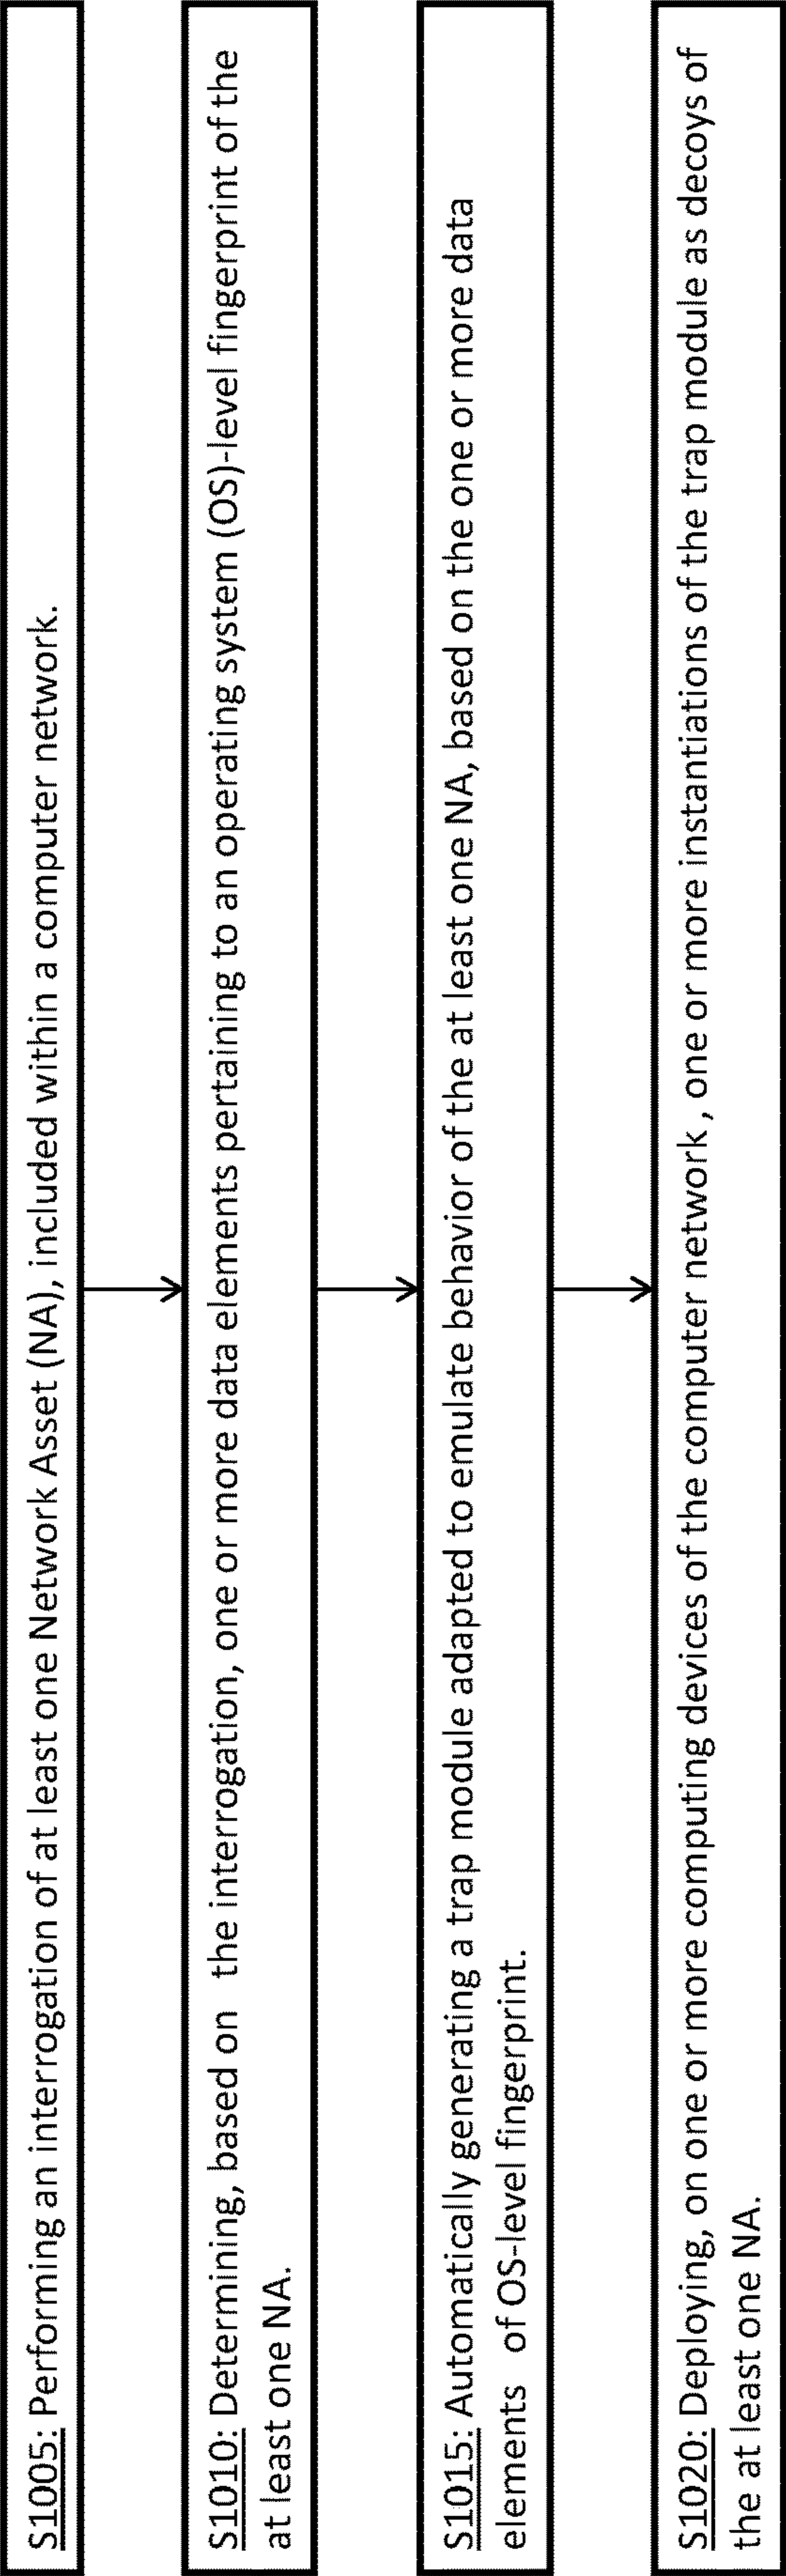 S1005: Performing an interrogation of at least one Network Asset (NA), included within a computer network.
S1010: Determining, based on the interrogation, one or more data elements pertaining to an operating system (OS)-level fingerprint of the
at least one NA.
S1015: Automatically generating a trap module adapted to emulate behavior of the at least one NA, based on the one or more data
elements of OS-level fingerprint.
S1020: Deploying, on one or more computing devices of the computer network , one or more instantiations of the trap module as decoys of
the at least one NA.